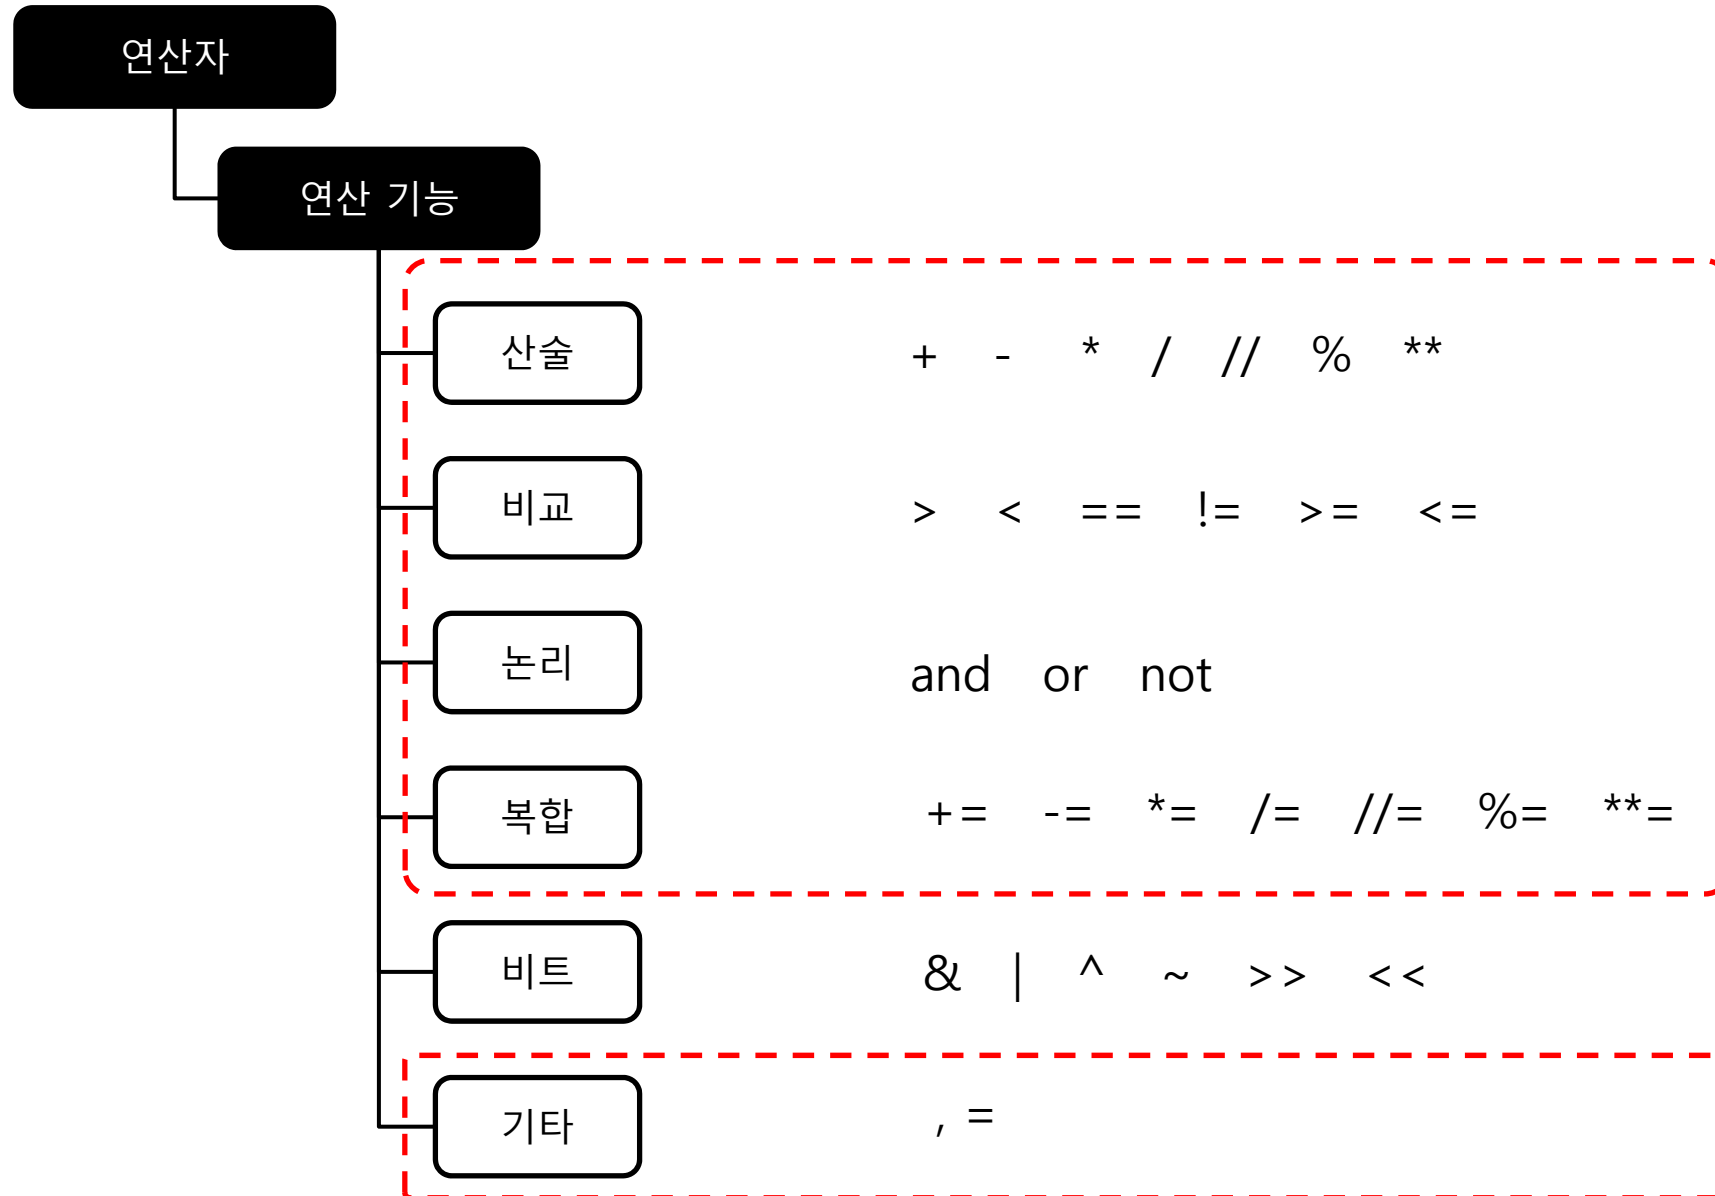 연산자
연산 기능
산술 + - * / // % **
비교 > < == != >= <=
논리 and or not
복합 += -= *= /= //= %= **=
비트 & | ^ ~ >> <<
기타 , =